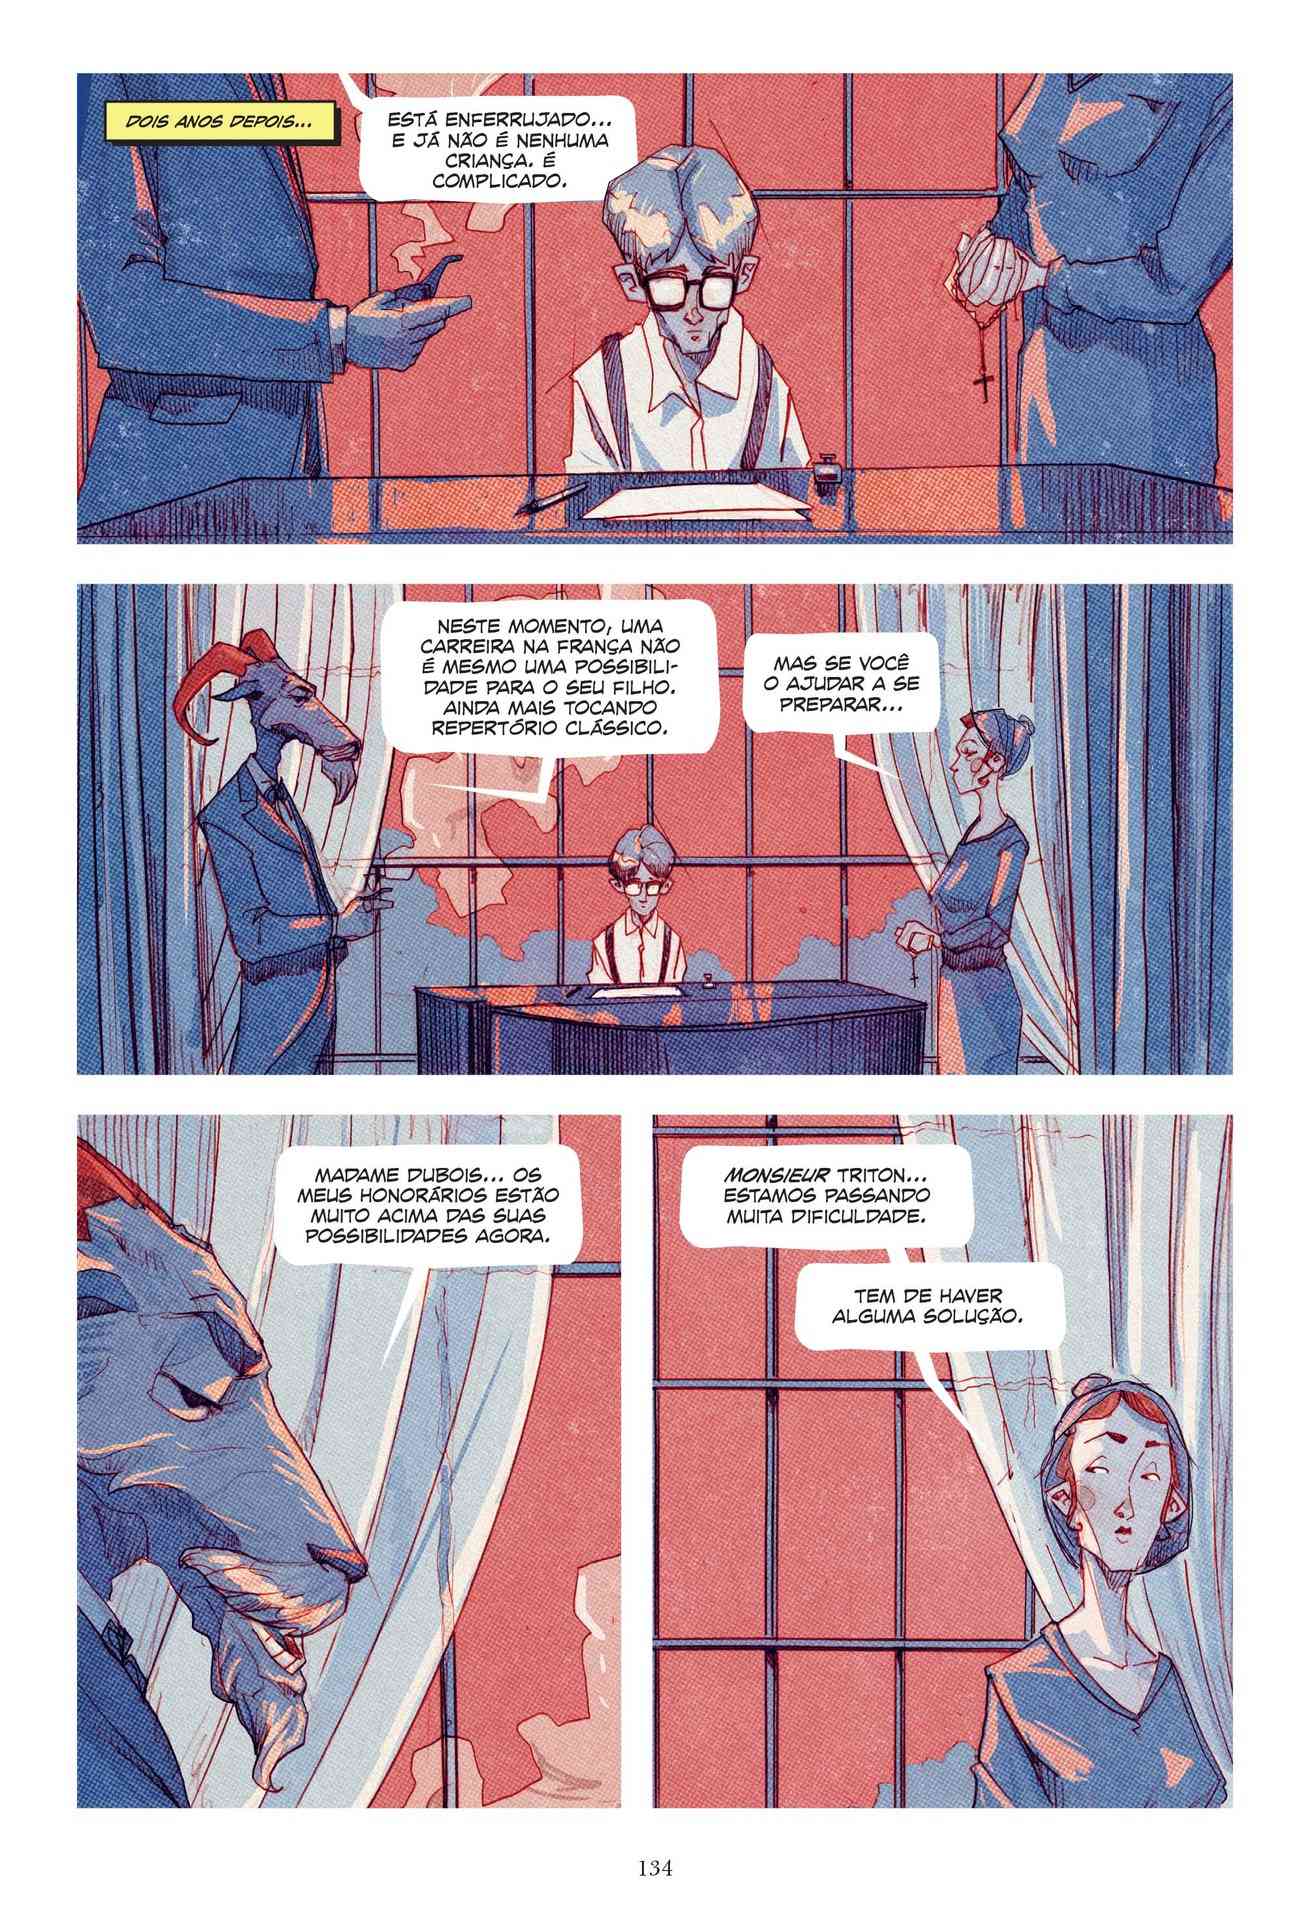 DOIS ANOS DEPOIS...
ESTÁ ENFERRUJADO...
E JÁ NÃO É NENHUMA
CRIANÇA. É
COMPLICADO.
NESTE MOMENTO, UMA
CARREIRA NA FRANÇA NÃO
É MESMO UMA POSSIBILI-
DADE PARA O SEU FILHO.
AINDA MAIS TOCANDO
REPERTÓRIO CLÁSSICO.
MAS SE VOCÊ
O AJUDAR A SE
PREPARAR...
MADAME DUBOIS... OS
MEUS HONORÁRIOS ESTÃO
MUITO ACIMA DAS SUAS
POSSIBILIDADES AGORA.
MONSIEUR TRITON...
ESTAMOS PASSANDO
MUITA DIFICULDADE.
TEM DE HAVER
ALGUMA SOLUÇÃO.
134